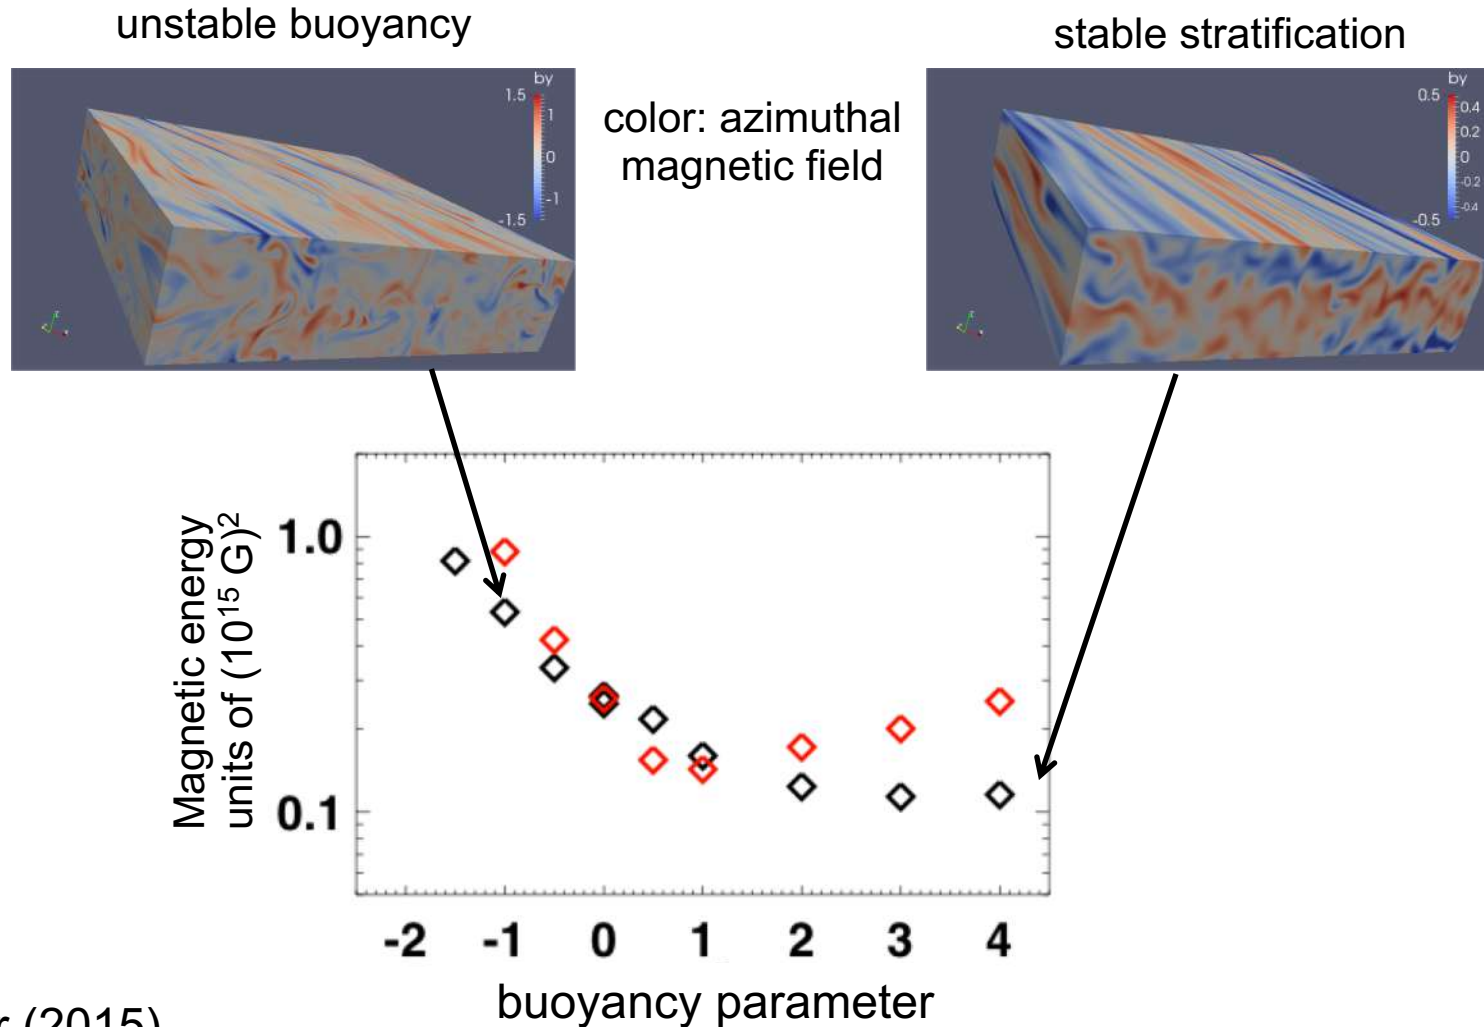 unstable buoyancy
stable stratification
color: azimuthal
magnetic field
by
1.5
1
0
-1
-1.5
by
0.5
0.4
0.2
0
-0.2
-0.4
-0.5
Magnetic energy
units of (10¹⁵ G)²
1.0
0.1
-2 -1 0 1 2 3 4
buoyancy parameter
(2015)